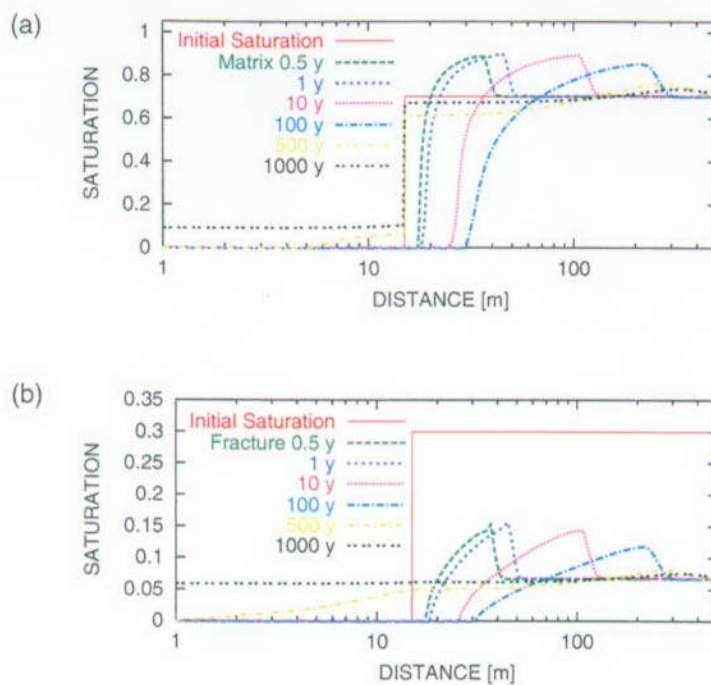 (a)
1
0.8
0.6
0.4
0.2
0
SATURATION
Initial Saturation
Matrix 0.5 y
1 y
10 y
100 y
500 y
1000 y
1 10 100
DISTANCE [m]
(b)
0.35
0.3
0.25
0.2
0.15
0.1
0.05
0
SATURATION
Initial Saturation
Fracture 0.5 y
1 y
10 y
100 y
500 y
1000 y
1 10 100
DISTANCE [m]